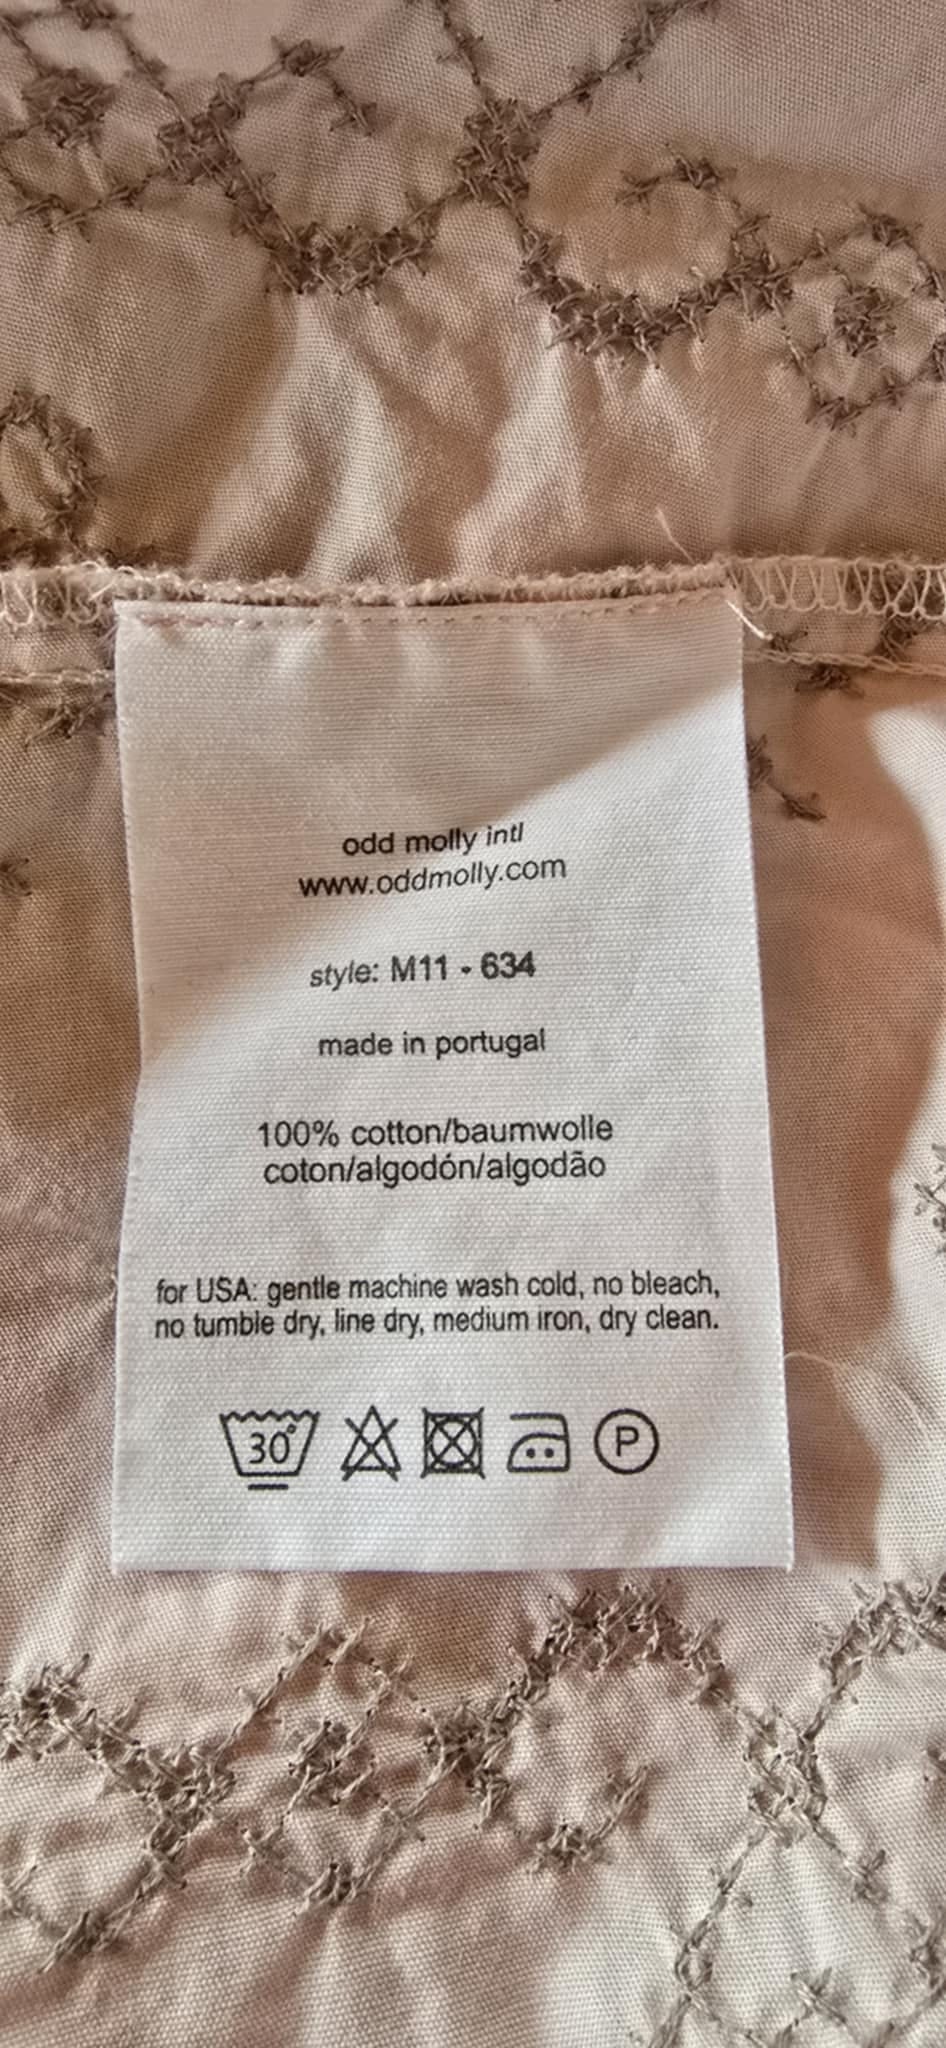 odd molly intl
www.oddmolly.com
style: M11 - 634
made in portugal
100% cotton/baumwolle
coton/algodón/algodão
for USA: gentle machine wash cold, no bleach,
no tumble dry, line dry, medium iron, dry clean.
30° P